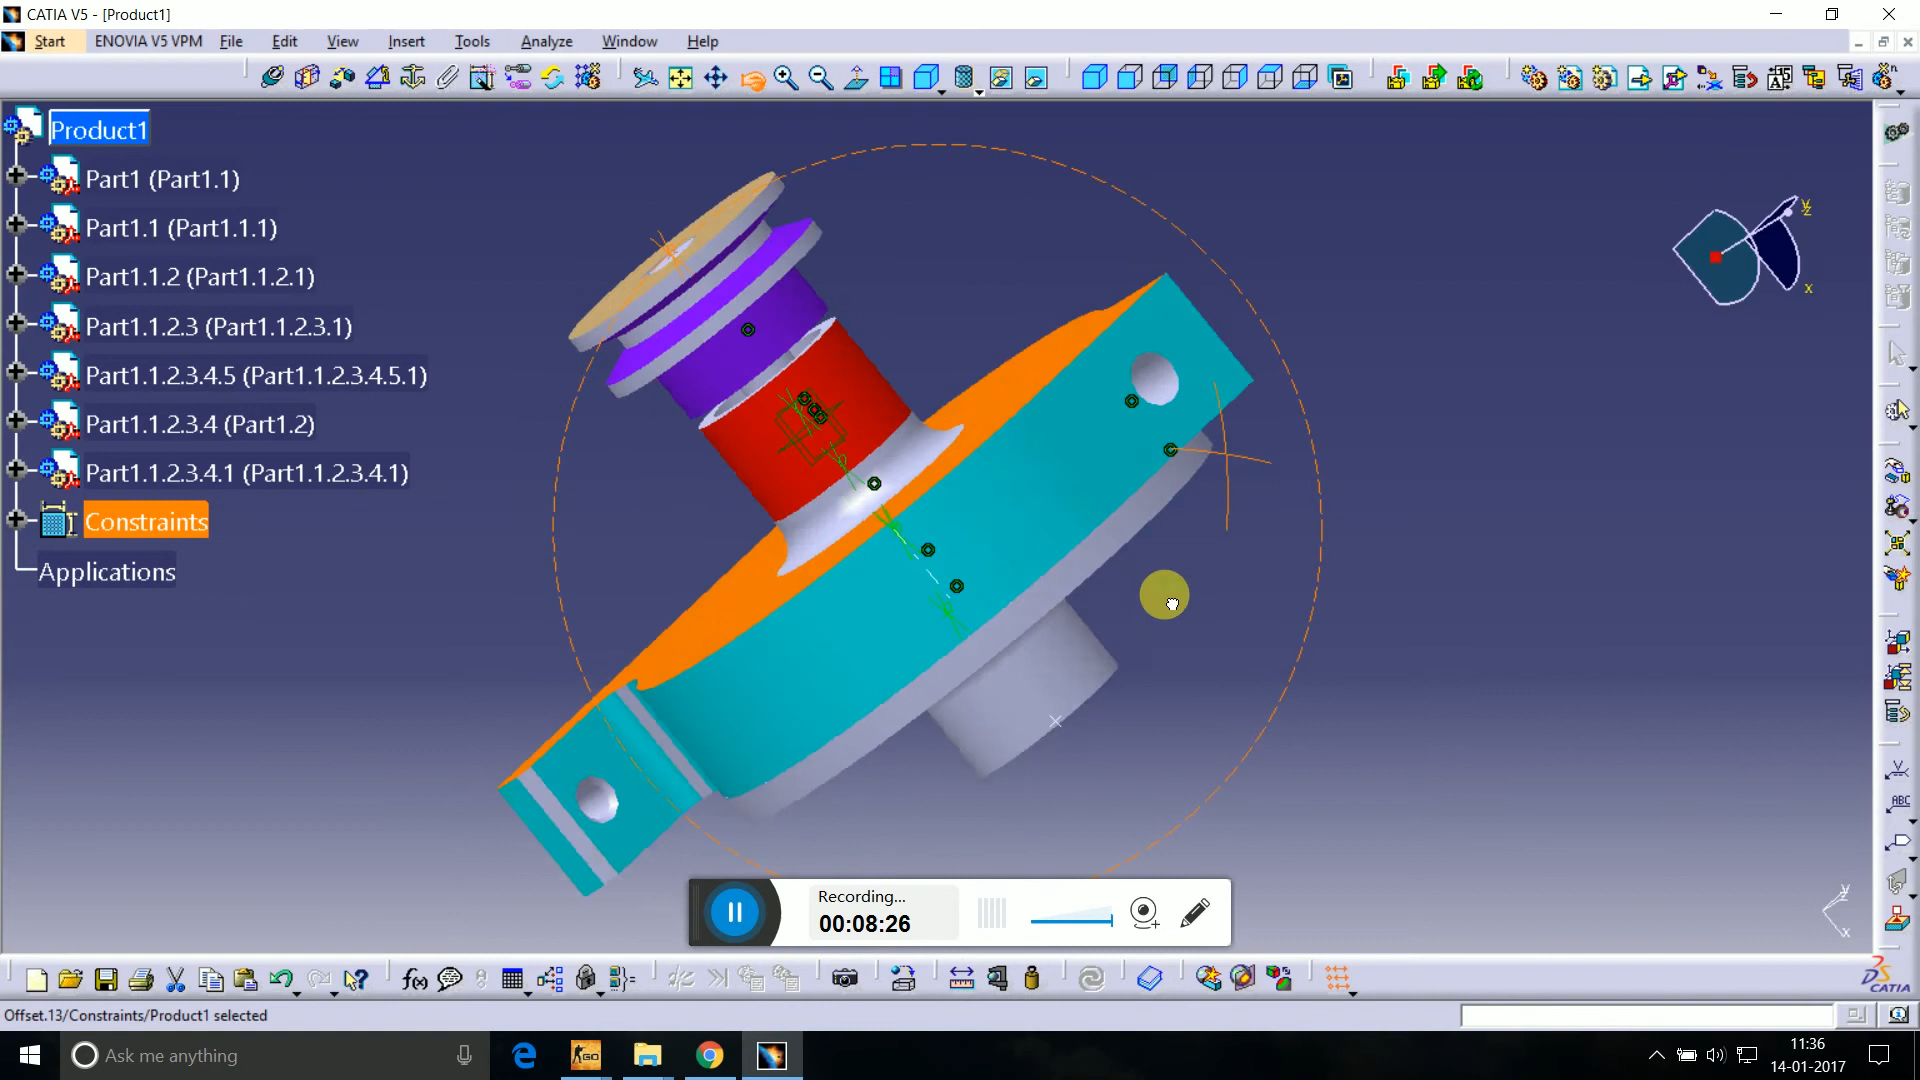 CATIA V5 - [Product1]
Start ENOVIA V5 VPM File Edit View Insert Tools Analyze Window Help
Product1
Part1 (Part1.1)
Part1.1 (Part1.1.1)
Part1.1.2 (Part1.1.2.1)
Part1.1.2.3 (Part1.1.2.3.1)
Part1.1.2.3.4.5 (Part1.1.2.3.4.5.1)
Part1.1.2.3.4 (Part1.2)
Part1.1.2.3.4.1 (Part1.1.2.3.4.1)
Constraints
Applications
y
z
x
ABC
y
x
Recording...
00:08:26
f(x)
CATIA
Offset.13/Constraints/Product1 selected
Ask me anything
GO
11:36
14-01-2017